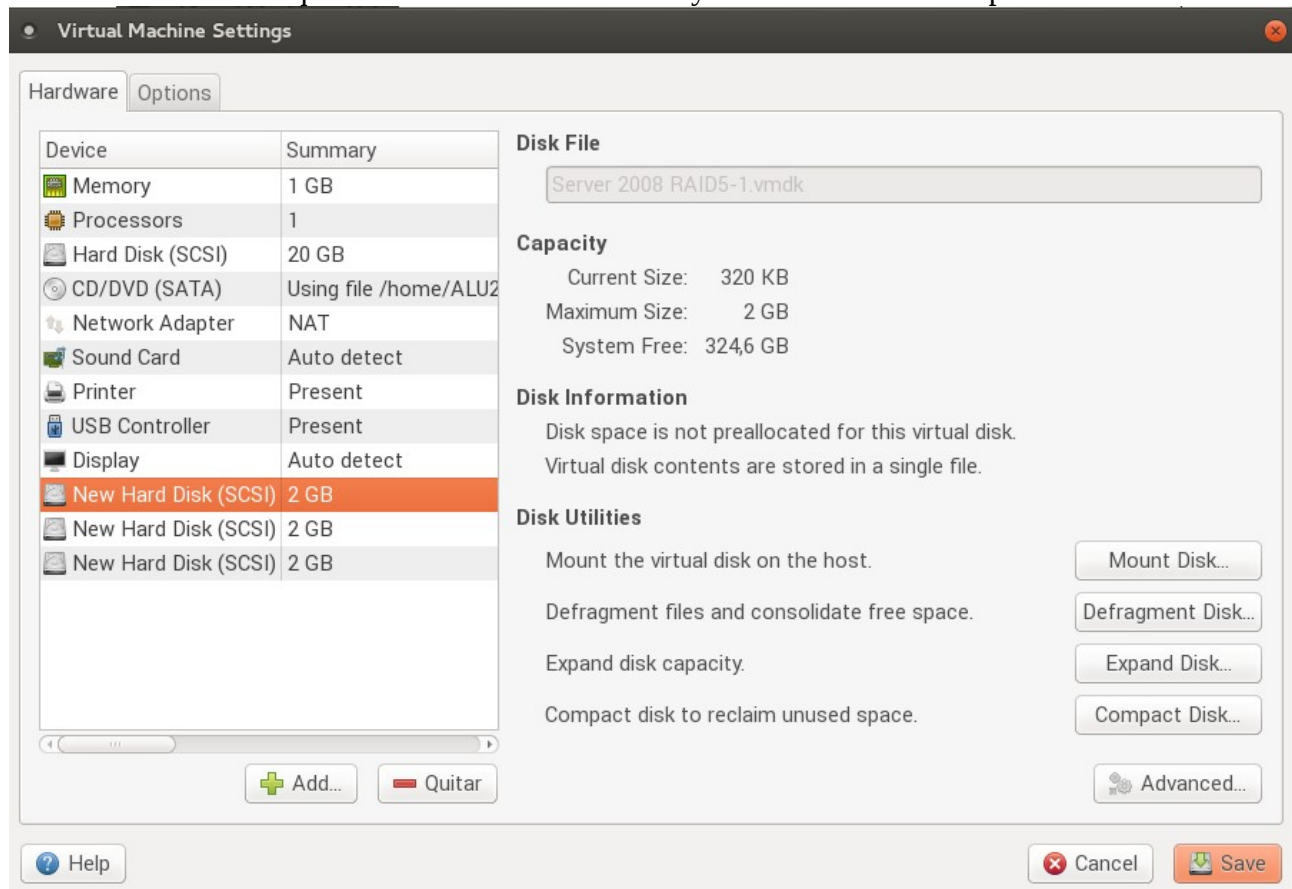 Virtual Machine Settings
Hardware Options
Device Summary
Memory 1 GB
Processors 1
Hard Disk (SCSI) 20 GB
CD/DVD (SATA) Using file /home/ALU2
Network Adapter NAT
Sound Card Auto detect
Printer Present
USB Controller Present
Display Auto detect
New Hard Disk (SCSI) 2 GB
New Hard Disk (SCSI) 2 GB
New Hard Disk (SCSI) 2 GB
Add... Quitar
Disk File
Server 2008 RAID5-1.vmdk
Capacity
Current Size: 320 KB
Maximum Size: 2 GB
System Free: 324,6 GB
Disk Information
Disk space is not preallocated for this virtual disk.
Virtual disk contents are stored in a single file.
Disk Utilities
Mount the virtual disk on the host. Mount Disk...
Defragment files and consolidate free space. Defragment Disk...
Expand disk capacity. Expand Disk...
Compact disk to reclaim unused space. Compact Disk...
Advanced...
Help Cancel Save